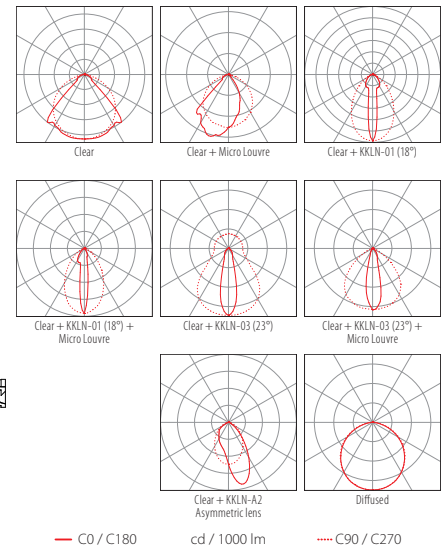 Clear
Clear + Micro Louvre
Clear + KKLN-01 (18°)
Clear + KKLN-01 (18°) +
Micro Louvre
Clear + KKLN-03 (23°)
Clear + KKLN-03 (23°) +
Micro Louvre
Clear + KKLN-A2
Asymmetric lens
Diffused
C0 / C180
cd / 1000 lm
C90 / C270